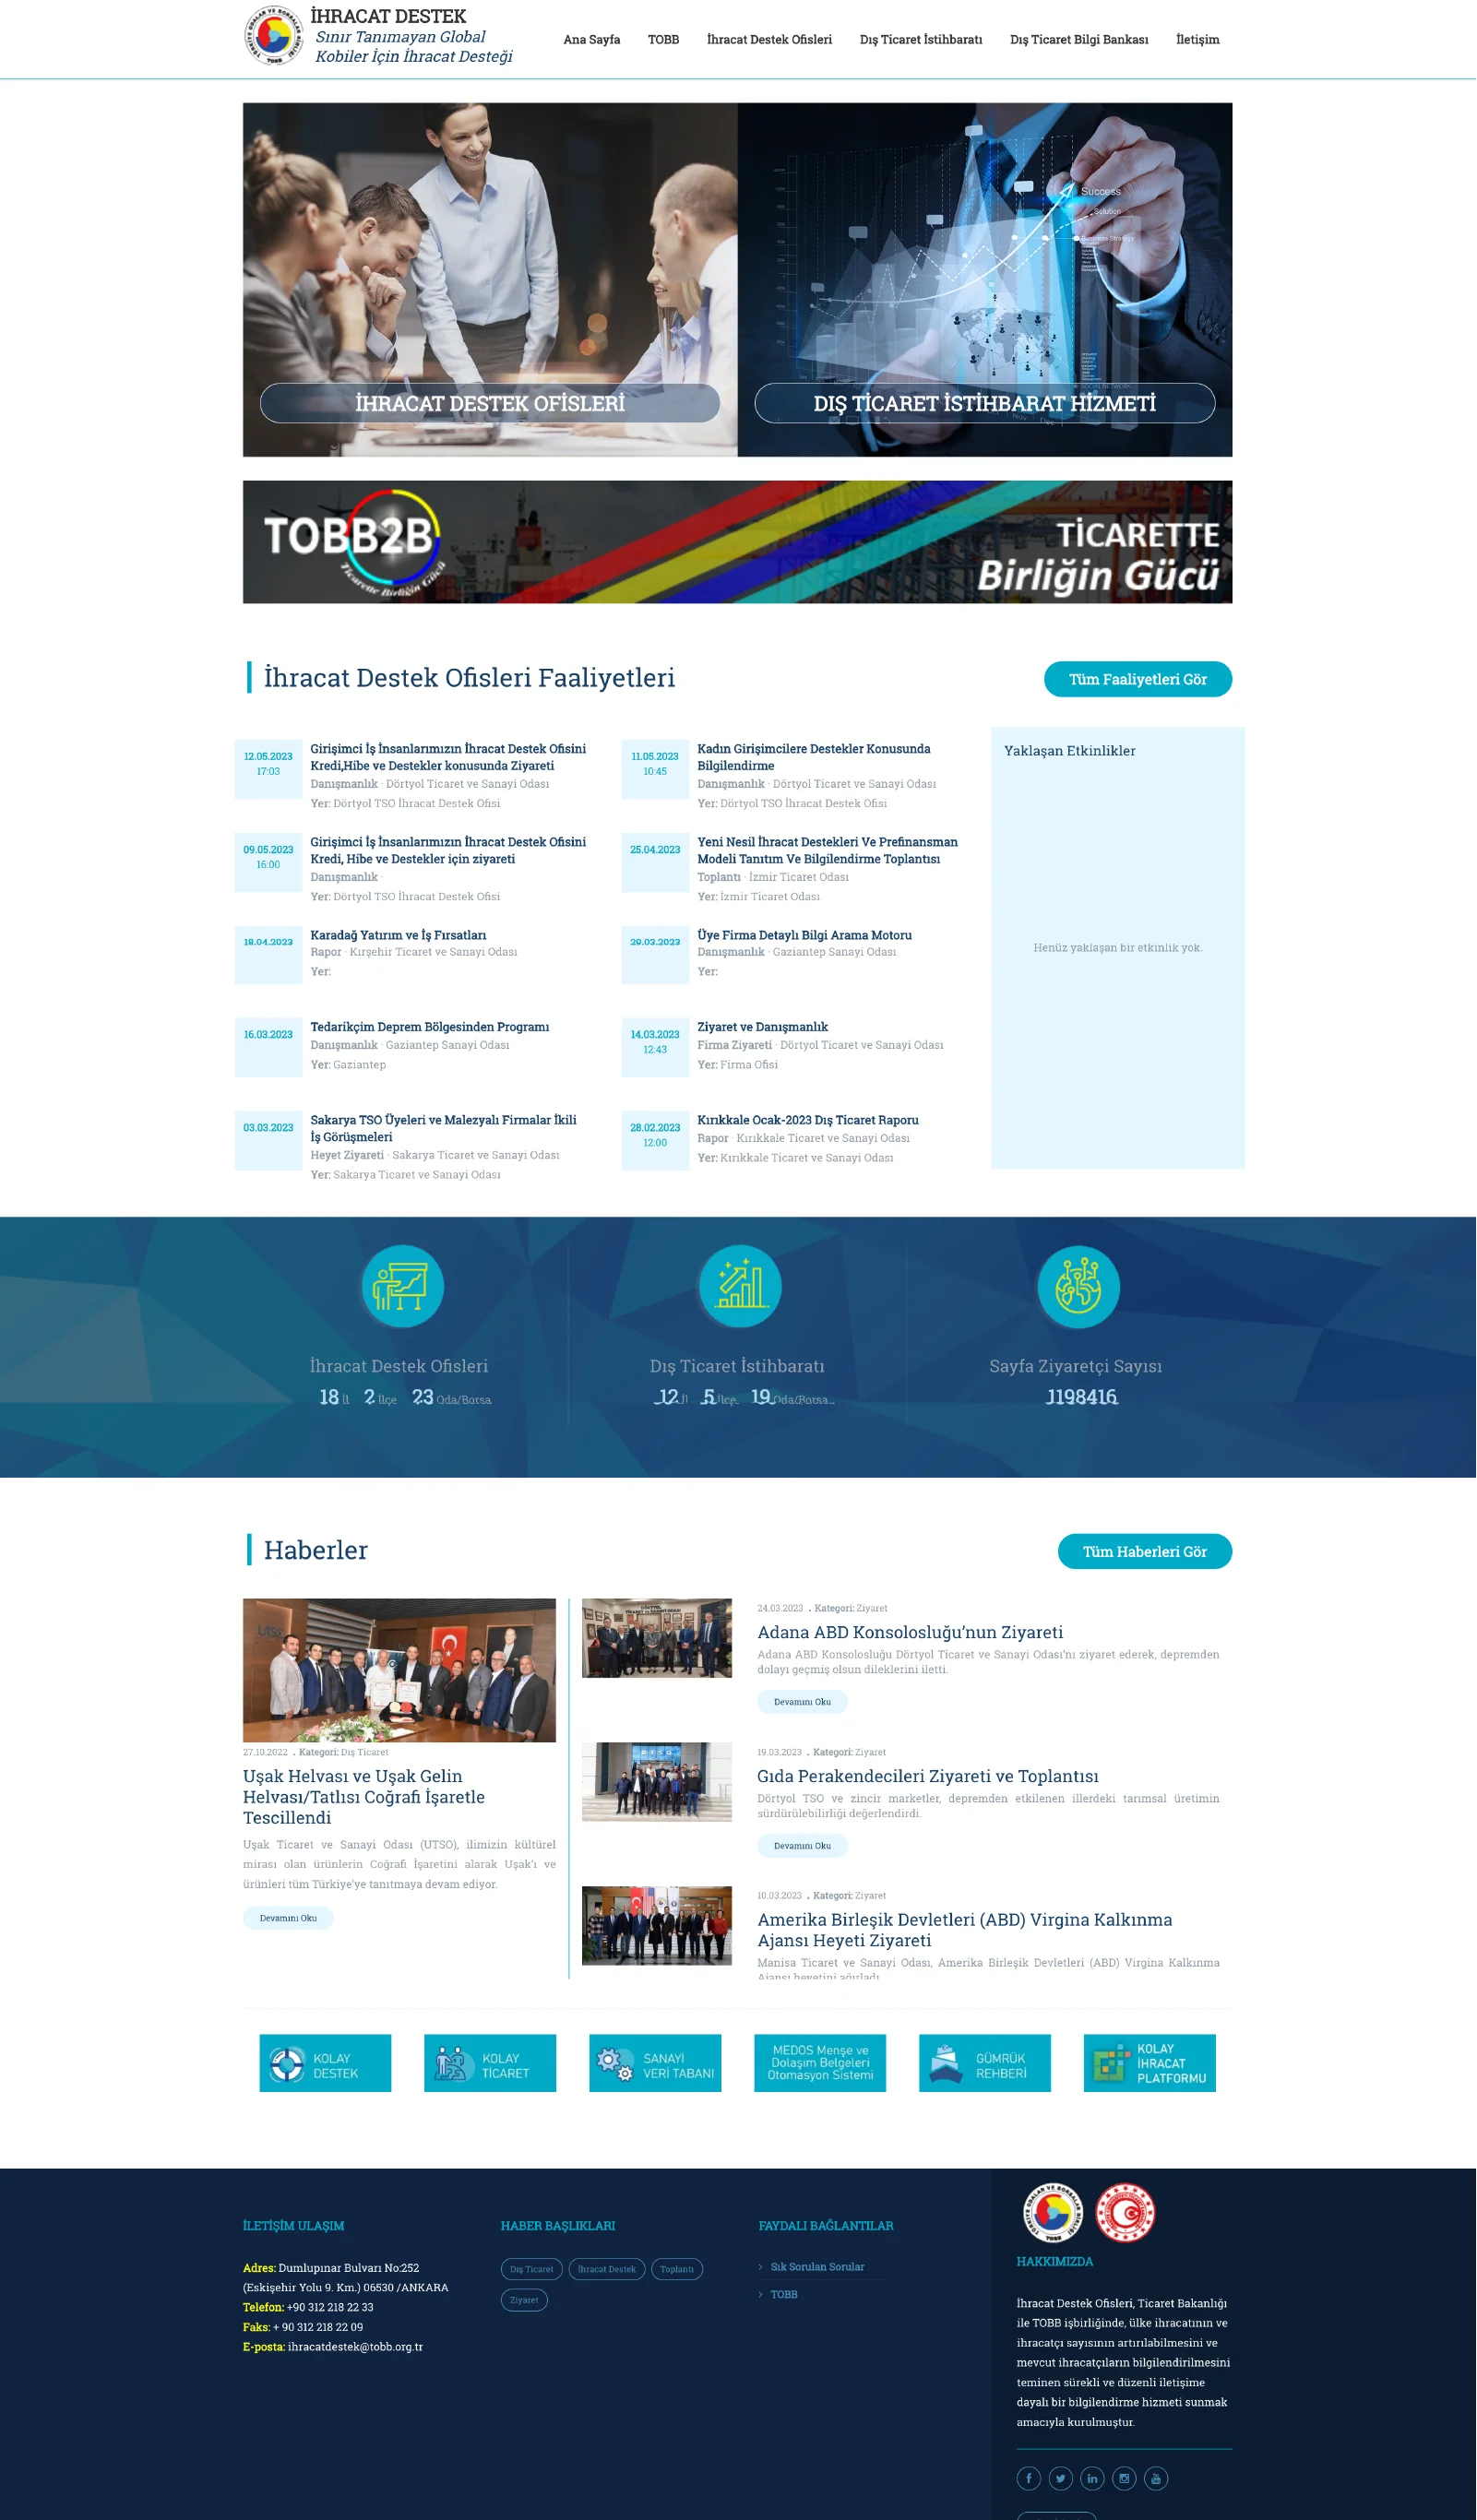 İHRACAT DESTEK
Sınır Tanımayan Global
Kobiler İçin İhracat Desteği
Ana Sayfa
TOBB
İhracat Destek Ofisleri
Dış Ticaret İstihbaratı
Dış Ticaret Bilgi Bankası
İletişim
Success
Solution
Business Strategy
İHRACAT DESTEK OFİSLERİ
DIŞ TİCARET İSTİHBARAT HİZMETİ
TOBB2B
Ticarette Birliğin Gücü
TİCARETTE
Birliğin Gücü
İhracat Destek Ofisleri Faaliyetleri
Tüm Faaliyetleri Gör
12.05.2023
17:03
Girişimci İş İnsanlarımızın İhracat Destek Ofisini
Kredi,Hibe ve Destekler konusunda Ziyareti
Danışmanlık · Dörtyol Ticaret ve Sanayi Odası
Yer: Dörtyol TSO İhracat Destek Ofisi
11.05.2023
10:45
Kadın Girişimcilere Destekler Konusunda
Bilgilendirme
Danışmanlık · Dörtyol Ticaret ve Sanayi Odası
Yer: Dörtyol TSO İhracat Destek Ofisi
09.05.2023
16:00
Girişimci İş İnsanlarımızın İhracat Destek Ofisini
Kredi, Hibe ve Destekler için ziyareti
Danışmanlık ·
Yer: Dörtyol TSO İhracat Destek Ofisi
25.04.2023
Yeni Nesil İhracat Destekleri Ve Prefinansman
Modeli Tanıtım Ve Bilgilendirme Toplantısı
Toplantı · İzmir Ticaret Odası
Yer: İzmir Ticaret Odası
18.04.2023
Karadağ Yatırım ve İş Fırsatları
Rapor · Kırşehir Ticaret ve Sanayi Odası
Yer:
29.03.2023
Üye Firma Detaylı Bilgi Arama Motoru
Danışmanlık · Gaziantep Sanayi Odası
Yer:
16.03.2023
Tedarikçim Deprem Bölgesinden Programı
Danışmanlık · Gaziantep Sanayi Odası
Yer: Gaziantep
14.03.2023
12:43
Ziyaret ve Danışmanlık
Firma Ziyareti · Dörtyol Ticaret ve Sanayi Odası
Yer: Firma Ofisi
03.03.2023
Sakarya TSO Üyeleri ve Malezyalı Firmalar İkili
İş Görüşmeleri
Heyet Ziyareti · Sakarya Ticaret ve Sanayi Odası
Yer: Sakarya Ticaret ve Sanayi Odası
28.02.2023
12:00
Kırıkkale Ocak-2023 Dış Ticaret Raporu
Rapor · Kırıkkale Ticaret ve Sanayi Odası
Yer: Kırıkkale Ticaret ve Sanayi Odası
Yaklaşan Etkinlikler
Henüz yaklaşan bir etkinlik yok.
İhracat Destek Ofisleri
18 İl 2 İlçe 23 Oda/Borsa
Dış Ticaret İstihbaratı
12 İl 5 İlçe 19 Oda/Borsa
Sayfa Ziyaretçi Sayısı
1198416
Haberler
Tüm Haberleri Gör
27.10.2022 . Kategori: Dış Ticaret
Uşak Helvası ve Uşak Gelin
Helvası/Tatlısı Coğrafi İşaretle
Tescillendi
Uşak Ticaret ve Sanayi Odası (UTSO), ilimizin kültürel
mirası olan ürünlerin Coğrafi İşaretini alarak Uşak'ı ve
ürünleri tüm Türkiye'ye tanıtmaya devam ediyor.
Devamını Oku
24.03.2023 . Kategori: Ziyaret
Adana ABD Konsolosluğu'nun Ziyareti
Adana ABD Konsolosluğu Dörtyol Ticaret ve Sanayi Odası'nı ziyaret ederek, depremden
dolayı geçmiş olsun dileklerini iletti.
Devamını Oku
19.03.2023 . Kategori: Ziyaret
Gıda Perakendecileri Ziyareti ve Toplantısı
Dörtyol TSO ve zincir marketler, depremden etkilenen illerdeki tarımsal üretimin
sürdürülebilirliği değerlendirdi.
Devamını Oku
10.03.2023 . Kategori: Ziyaret
Amerika Birleşik Devletleri (ABD) Virgina Kalkınma
Ajansı Heyeti Ziyareti
Manisa Ticaret ve Sanayi Odası, Amerika Birleşik Devletleri (ABD) Virgina Kalkınma
Ajansı heyetini ağırladı
KOLAY
DESTEK
KOLAY
TİCARET
SANAYİ
VERİ TABANI
MEDOS Menşe ve
Dolaşım Belgeleri
Otomasyon Sistemi
GÜMRÜK
REHBERİ
KOLAY
İHRACAT
PLATFORMU
İLETİŞİM ULAŞIM
Adres: Dumlupınar Bulvarı No:252
(Eskişehir Yolu 9. Km.) 06530 /ANKARA
Telefon: +90 312 218 22 33
Faks: + 90 312 218 22 09
E-posta: ihracatdestek@tobb.org.tr
HABER BAŞLIKLARI
Dış Ticaret
İhracat Destek
Toplantı
Ziyaret
FAYDALI BAĞLANTILAR
Sık Sorulan Sorular
TOBB
HAKKIMIZDA
İhracat Destek Ofisleri, Ticaret Bakanlığı
ile TOBB işbirliğinde, ülke ihracatının ve
ihracatçı sayısının artırılabilmesini ve
mevcut ihracatçıların bilgilendirilmesini
teminen sürekli ve düzenli iletişime
dayalı bir bilgilendirme hizmeti sunmak
amacıyla kurulmuştur.